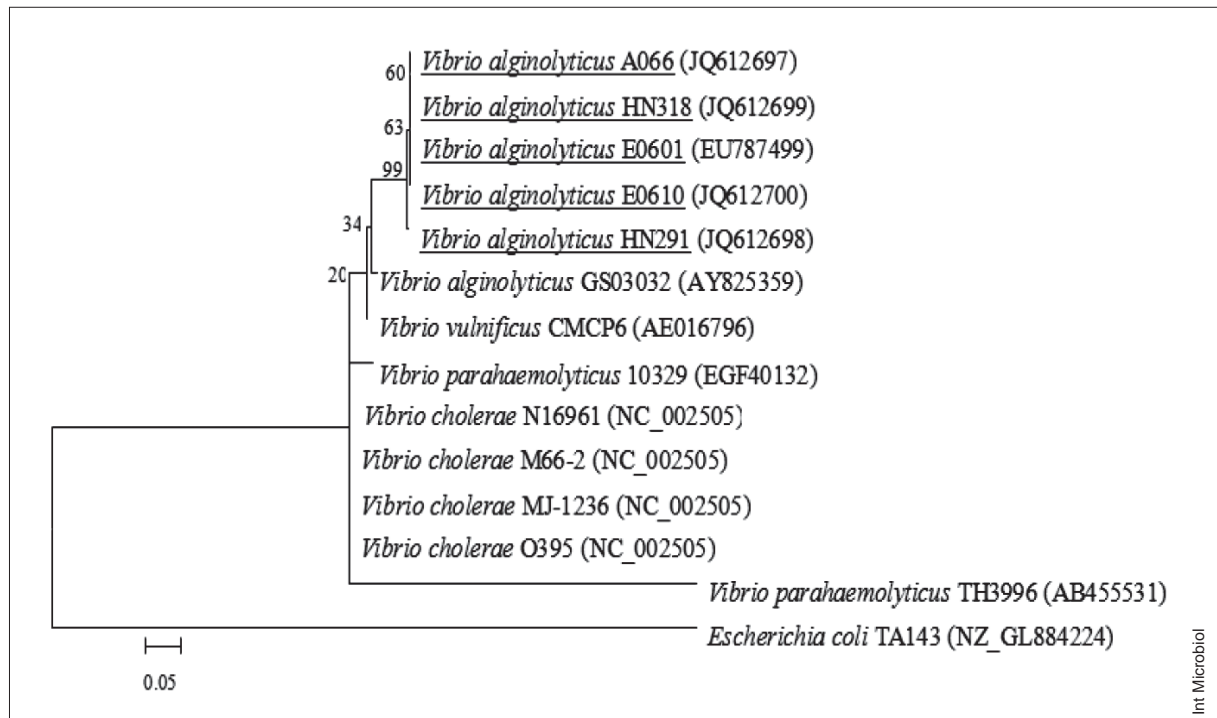 Vibrio alginolyticus A066 (JQ612697)
60
Vibrio alginolyticus HN318 (JQ612699)
63
Vibrio alginolyticus E0601 (EU787499)
99
Vibrio alginolyticus E0610 (JQ612700)
34
Vibrio alginolyticus HN291 (JQ612698)
20
Vibrio alginolyticus GS03032 (AY825359)
Vibrio vulnificus CMCP6 (AE016796)
Vibrio parahaemolyticus 10329 (EGF40132)
Vibrio cholerae N16961 (NC_002505)
Vibrio cholerae M66-2 (NC_002505)
Vibrio cholerae MJ-1236 (NC_002505)
Vibrio cholerae O395 (NC_002505)
Vibrio parahaemolyticus TH3996 (AB455531)
Escherichia coli TA143 (NZ_GL884224)
0.05
Int Microbiol